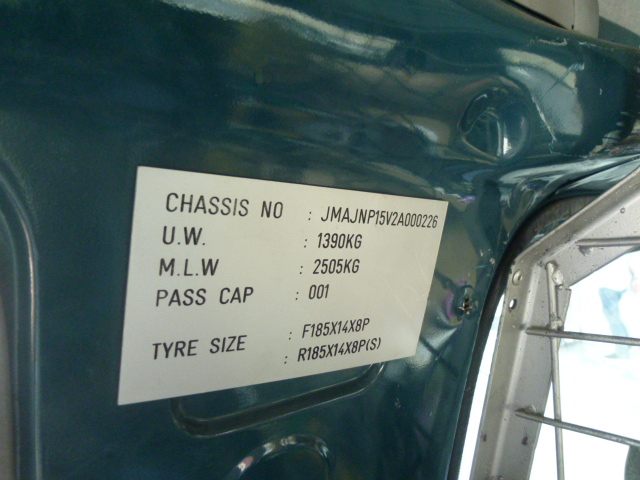 CHASSIS NO : JMAJNP15V2A000226
U.W. : 1390KG
M.L.W : 2505KG
PASS CAP : 001
TYRE SIZE : F185X14X8P
: R185X14X8P(S)